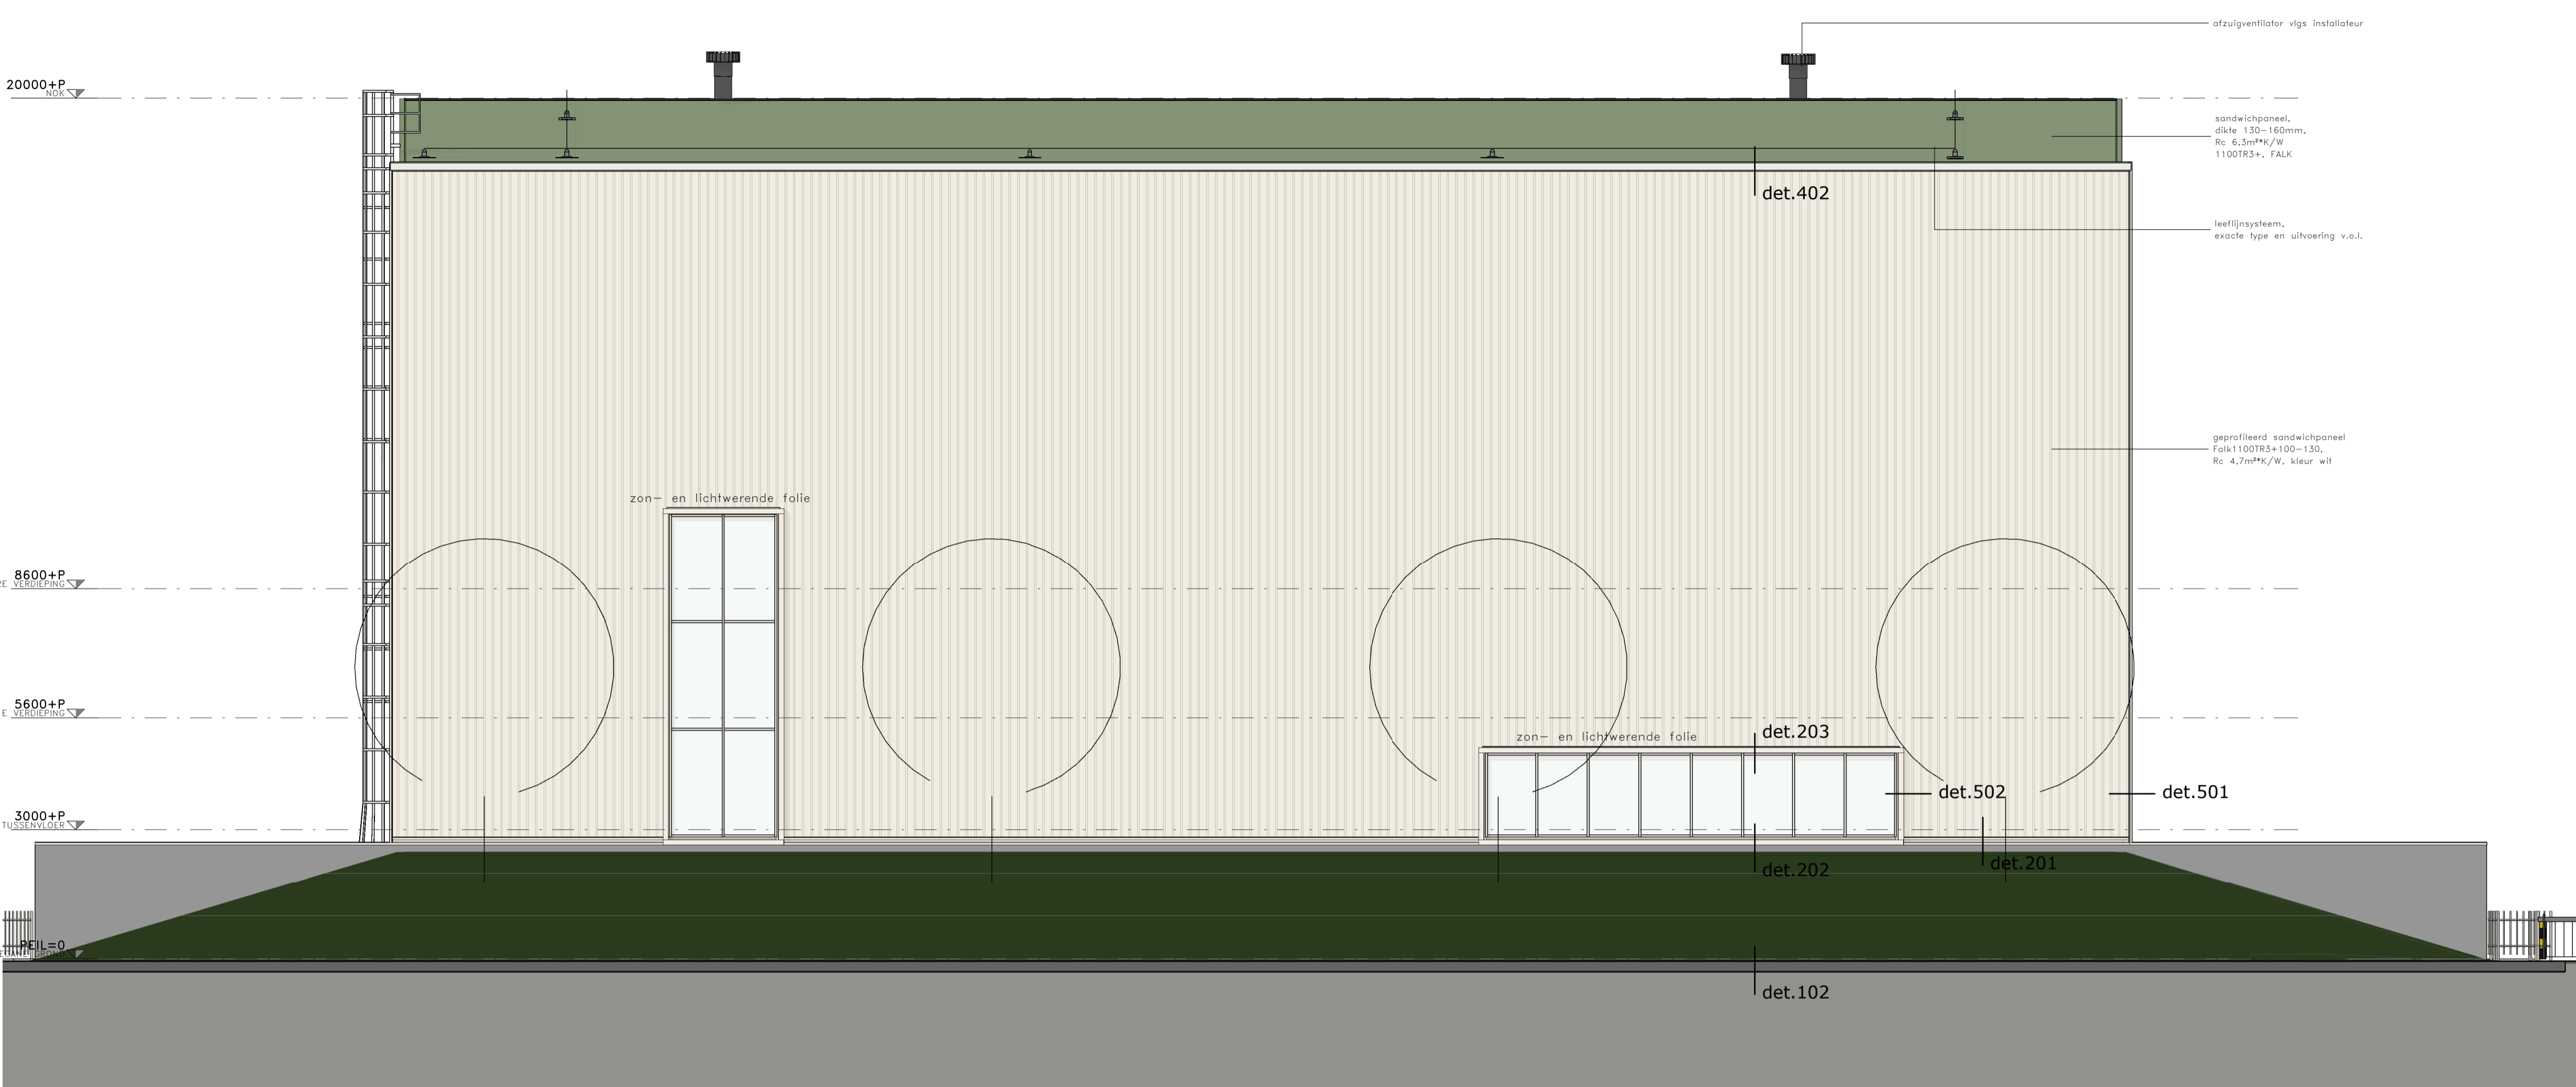 afzuigventilator vlgs installateur
20000+P
NOK
sandwichpaneel,
dikte 130-160mm,
Rc 6,3m²*K/W
1100TR3+, FALK
det.402
leeflijnsysteem,
exacte type en uitvoering v.o.l.
geprofileerd sandwichpaneel
Falk1100TR3+100-130,
Rc 4,7m²*K/W, kleur wit
zon- en lichtwerende folie
8600+P
VERDIEPING
5600+P
VERDIEPING
det.203
zon- en lichtwerende folie
det.502
det.501
3000+P
TUSSENVLOER
det.201
det.202
PEIL=0
det.102